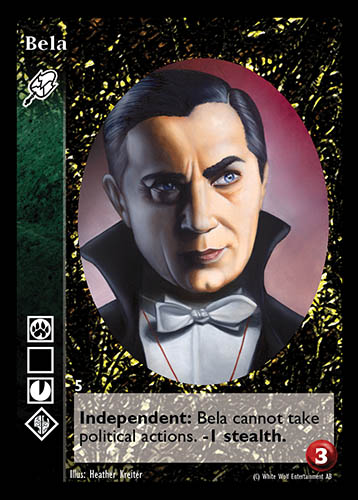 Bela
5
Independent: Bela cannot take
political actions. -1 stealth.
3
Illus: Heather Kreiter
(C) White Wolf Entertainment AB